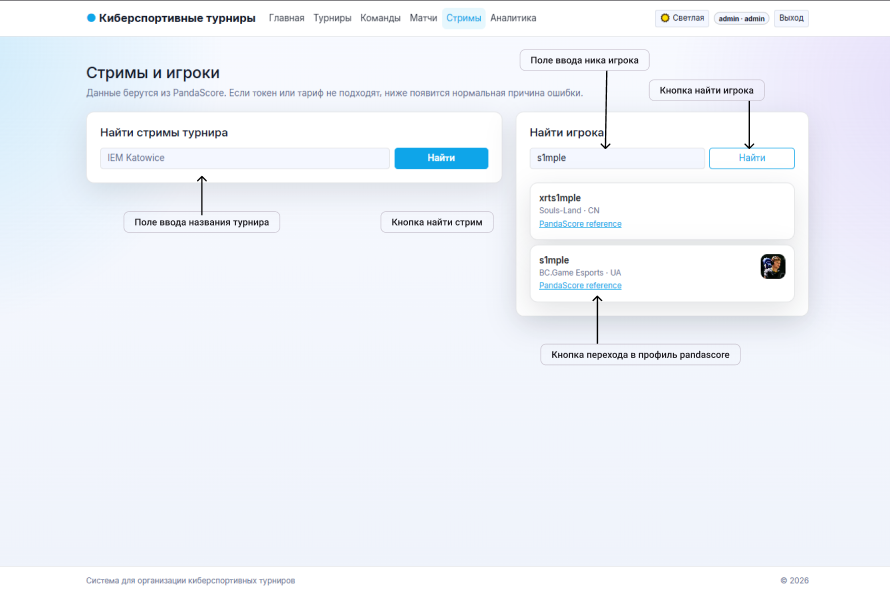 Киберспортивные турниры Главная Турниры Команды Матчи Стримы Аналитика Светлая admin · admin Выход
Стримы и игроки
Данные берутся из PandaScore. Если токен или тариф не подходят, ниже появится нормальная причина ошибки.
Поле ввода ника игрока
Кнопка найти игрока
Найти стримы турнира
IEM Katowice Найти
Поле ввода названия турнира
Кнопка найти стрим
Найти игрока
s1mple Найти
xrts1mple
Souls-Land · CN
PandaScore reference
s1mple
BC.Game Esports · UA
PandaScore reference
Кнопка перехода в профиль pandascore
Система для организации киберспортивных турниров © 2026